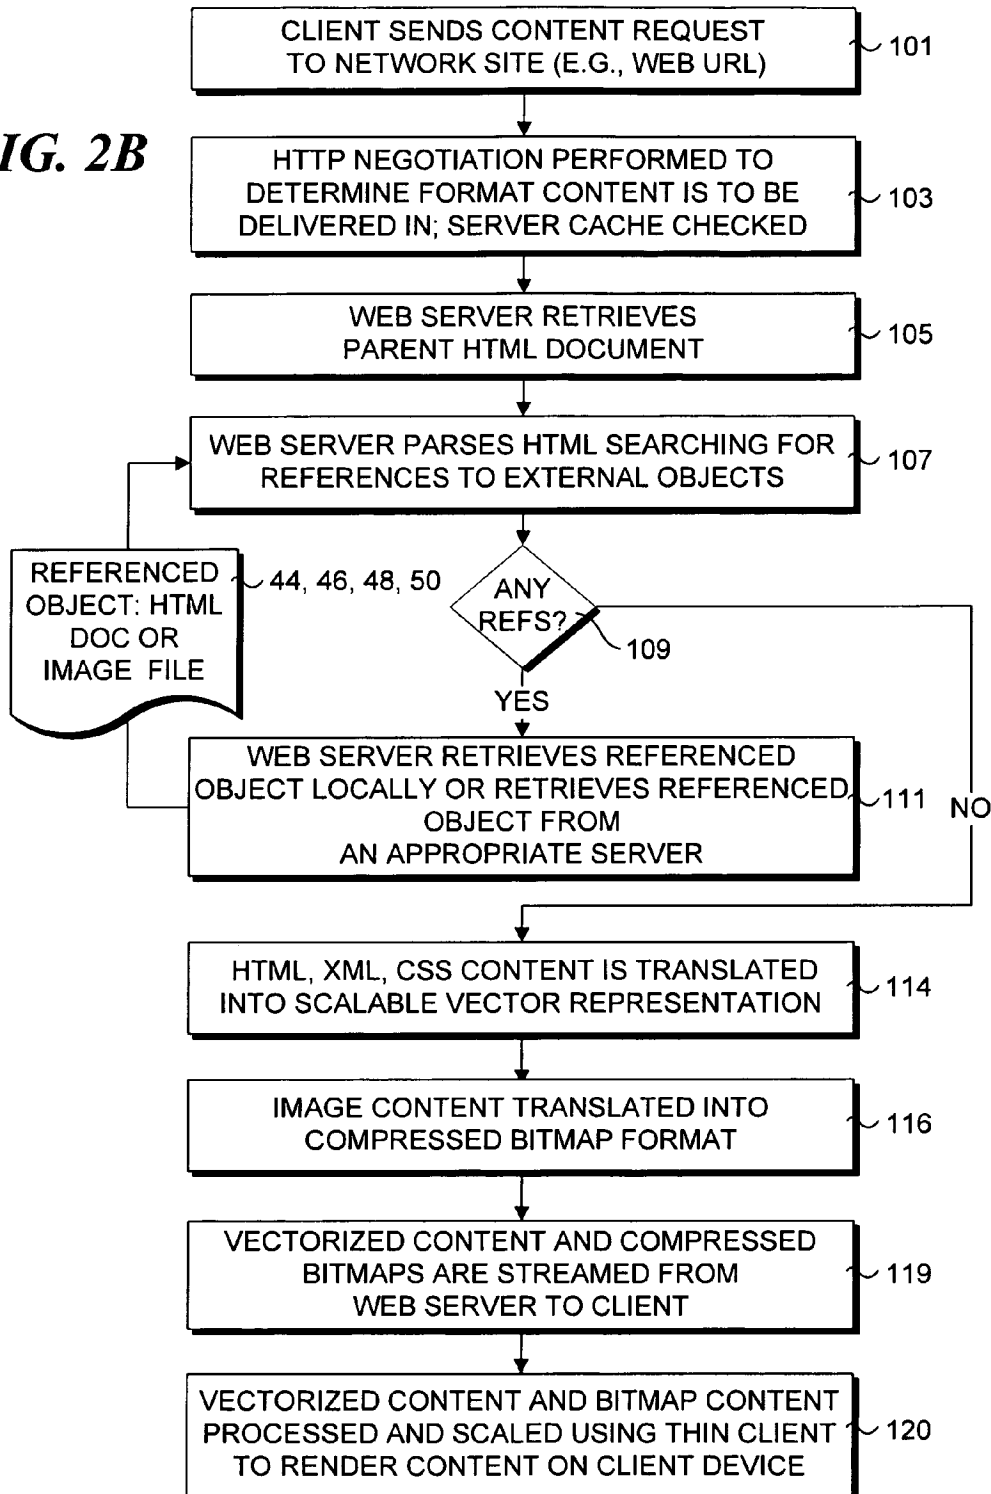 CLIENT SENDS CONTENT REQUEST
TO NETWORK SITE (E.G., WEB URL)
101
IG. 2B
HTTP NEGOTIATION PERFORMED TO
DETERMINE FORMAT CONTENT IS TO BE
DELIVERED IN; SERVER CACHE CHECKED
103
WEB SERVER RETRIEVES
PARENT HTML DOCUMENT
105
WEB SERVER PARSES HTML SEARCHING FOR
REFERENCES TO EXTERNAL OBJECTS
107
REFERENCED
OBJECT: HTML
DOC OR
IMAGE FILE
44, 46, 48, 50
ANY
REFS?
109
YES
NO
WEB SERVER RETRIEVES REFERENCED
OBJECT LOCALLY OR RETRIEVES REFERENCED
OBJECT FROM
AN APPROPRIATE SERVER
111
HTML, XML, CSS CONTENT IS TRANSLATED
INTO SCALABLE VECTOR REPRESENTATION
114
IMAGE CONTENT TRANSLATED INTO
COMPRESSED BITMAP FORMAT
116
VECTORIZED CONTENT AND COMPRESSED
BITMAPS ARE STREAMED FROM
WEB SERVER TO CLIENT
119
VECTORIZED CONTENT AND BITMAP CONTENT
PROCESSED AND SCALED USING THIN CLIENT
TO RENDER CONTENT ON CLIENT DEVICE
120